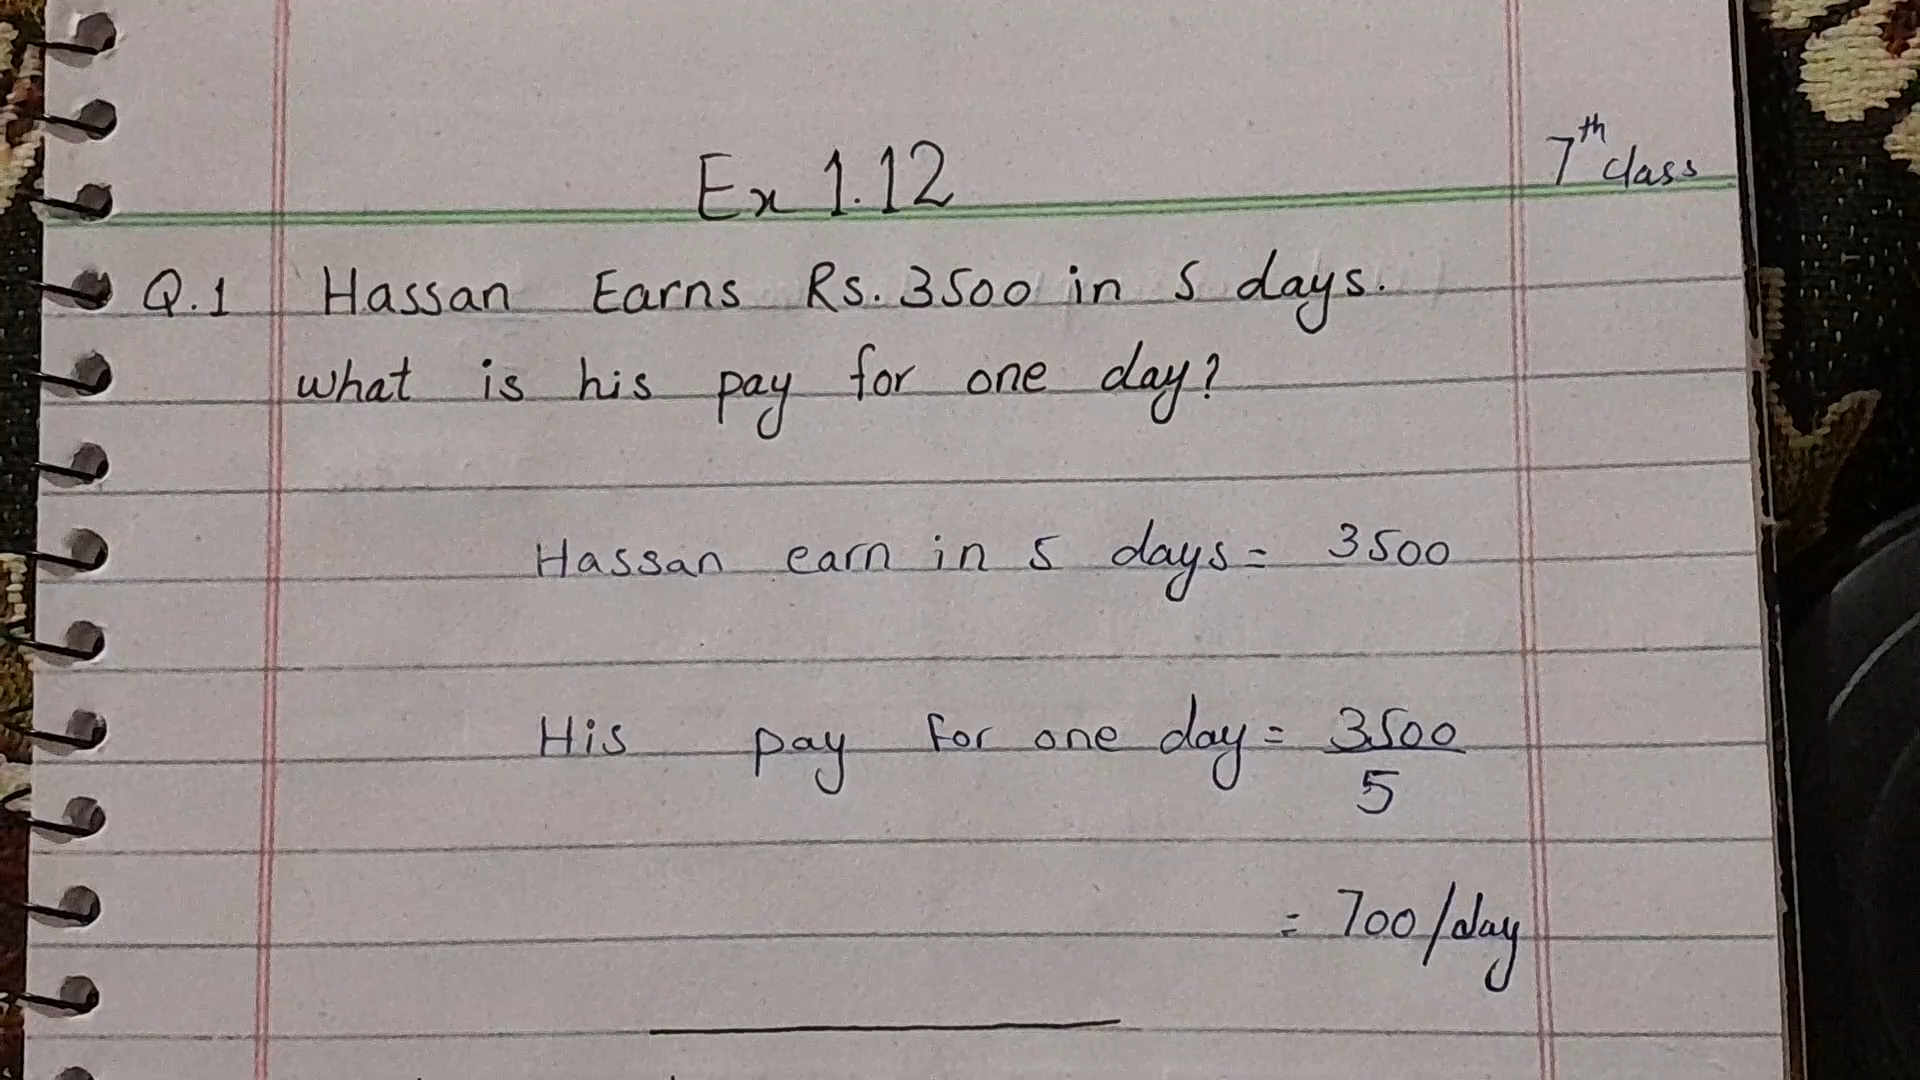 Ex 1.12
7th class
Q.1 Hassan Earns Rs. 3500 in 5 days.
what is his pay for one day?
Hassan earn in 5 days = 3500
His pay for one day = 3500
5
= 700/day